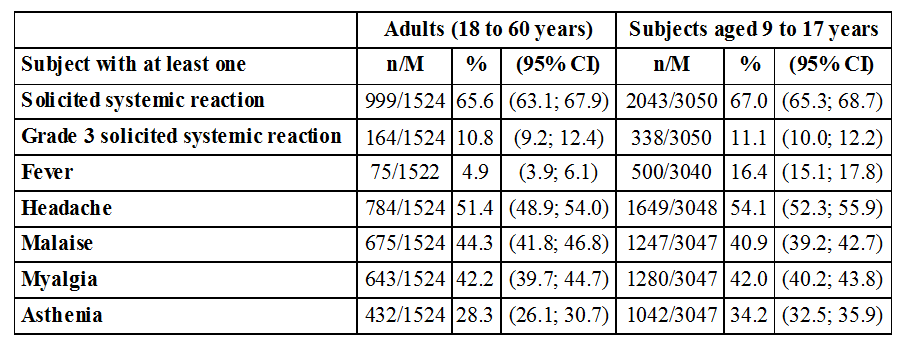 Adults (18 to 60 years) Subjects aged 9 to 17 years
Subject with at least one n/M % (95% CI) n/M % (95% CI)
Solicited systemic reaction 999/1524 65.6 (63.1; 67.9) 2043/3050 67.0 (65.3; 68.7)
Grade 3 solicited systemic reaction 164/1524 10.8 (9.2; 12.4) 338/3050 11.1 (10.0; 12.2)
Fever 75/1522 4.9 (3.9; 6.1) 500/3040 16.4 (15.1; 17.8)
Headache 784/1524 51.4 (48.9; 54.0) 1649/3048 54.1 (52.3; 55.9)
Malaise 675/1524 44.3 (41.8; 46.8) 1247/3047 40.9 (39.2; 42.7)
Myalgia 643/1524 42.2 (39.7; 44.7) 1280/3047 42.0 (40.2; 43.8)
Asthenia 432/1524 28.3 (26.1; 30.7) 1042/3047 34.2 (32.5; 35.9)